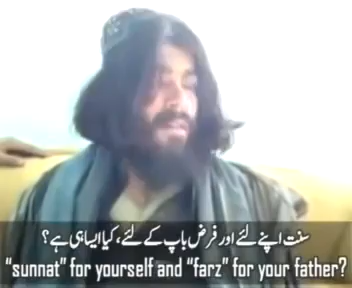 سنت اپنے لئے اور فرض باپ کے لئے، کیا ایسا ہی ہے؟
“sunnat” for yourself and “farz” for your father?